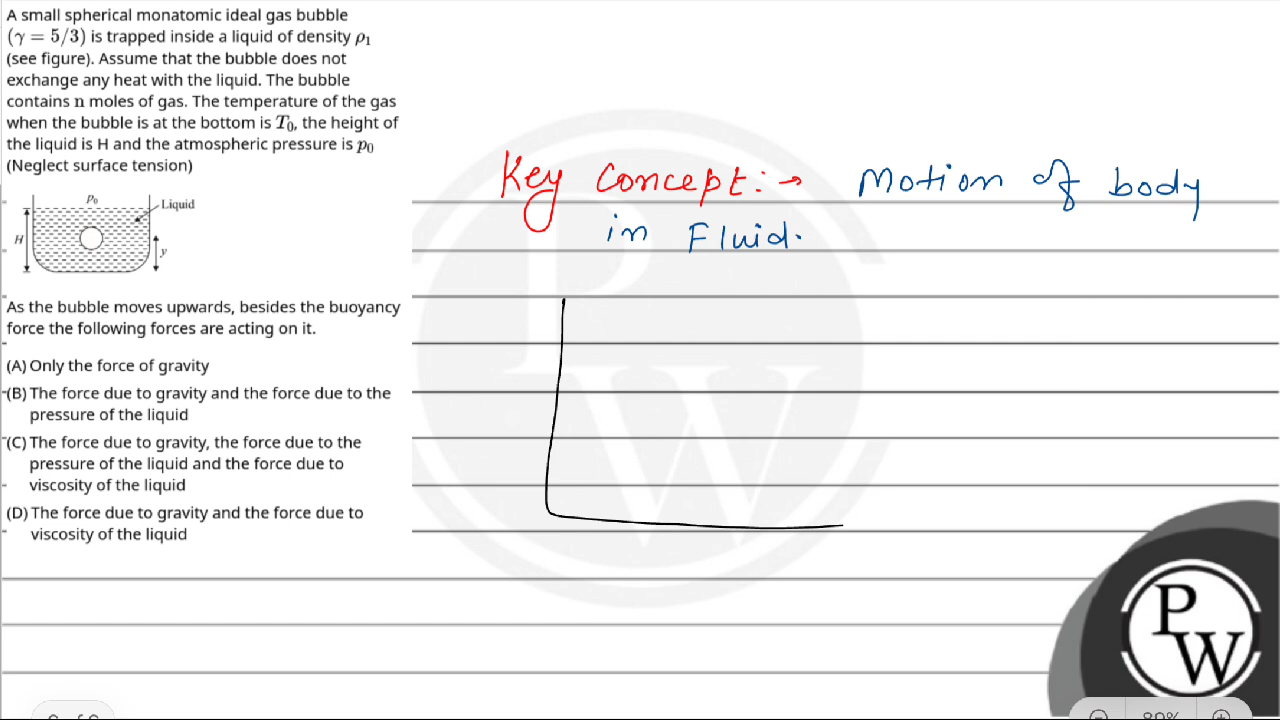 A small spherical monatomic ideal gas bubble
(γ = 5/3) is trapped inside a liquid of density ρ₁
(see figure). Assume that the bubble does not
exchange any heat with the liquid. The bubble
contains n moles of gas. The temperature of the gas
when the bubble is at the bottom is T₀, the height of
the liquid is H and the atmospheric pressure is p₀
(Neglect surface tension)
P₀
Liquid
H
y
As the bubble moves upwards, besides the buoyancy
force the following forces are acting on it.
(A) Only the force of gravity
(B) The force due to gravity and the force due to the
pressure of the liquid
(C) The force due to gravity, the force due to the
pressure of the liquid and the force due to
viscosity of the liquid
(D) The force due to gravity and the force due to
viscosity of the liquid
Key Concept:→ Motion of body
in Fluid.
PW
PW